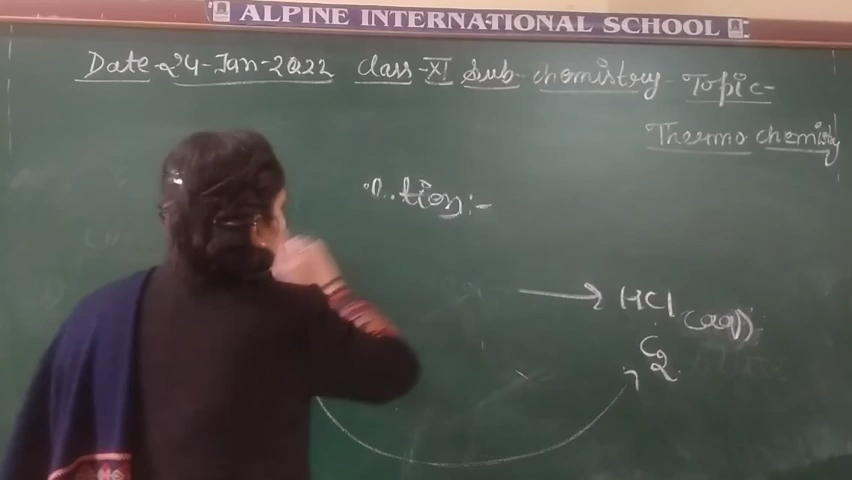 ALPINE INTERNATIONAL SCHOOL
Date-24-Jan-2022 Class-XI Sub-chemistry-Topic-
Thermo chemistry
tion:-
→ HCl (aq)